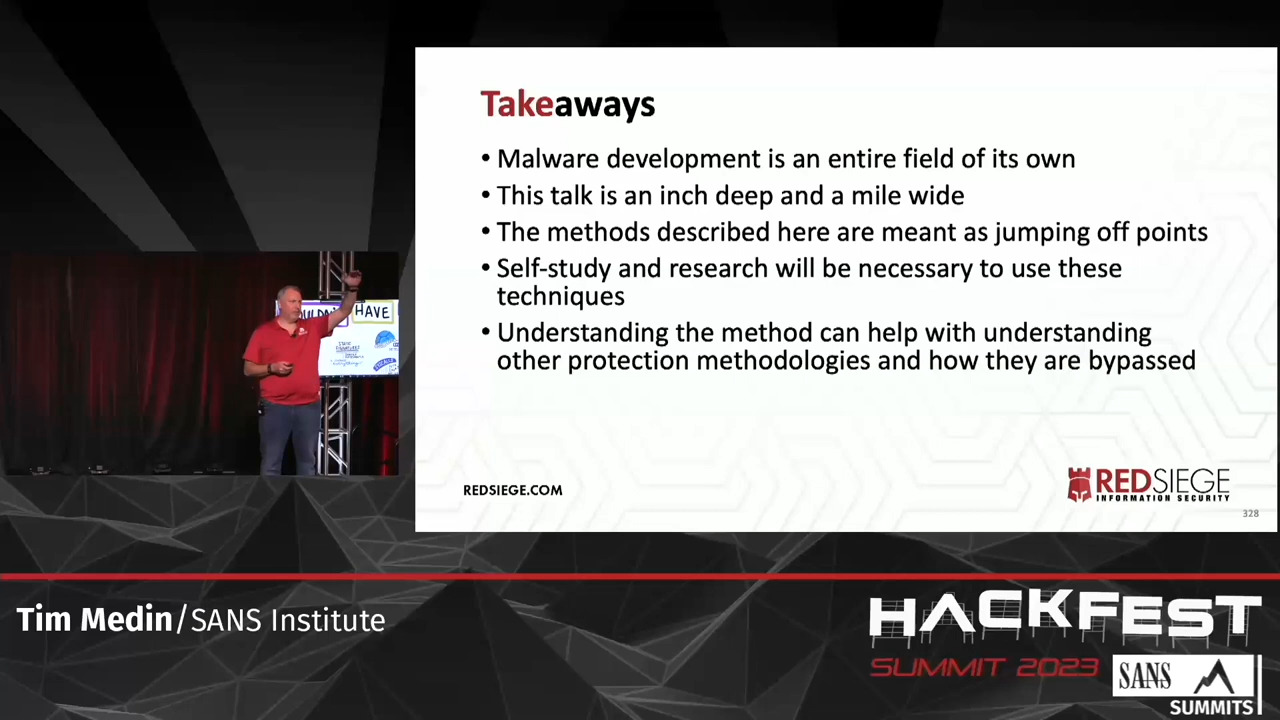 Takeaways
• Malware development is an entire field of its own
• This talk is an inch deep and a mile wide
• The methods described here are meant as jumping off points
• Self-study and research will be necessary to use these
techniques
• Understanding the method can help with understanding
other protection methodologies and how they are bypassed
HAVE
REDSIEGE.COM
REDSIEGE
INFORMATION SECURITY
328
Tim Medin/SANS Institute
HACKFEST
SUMMIT 2023
SANS
SUMMITS